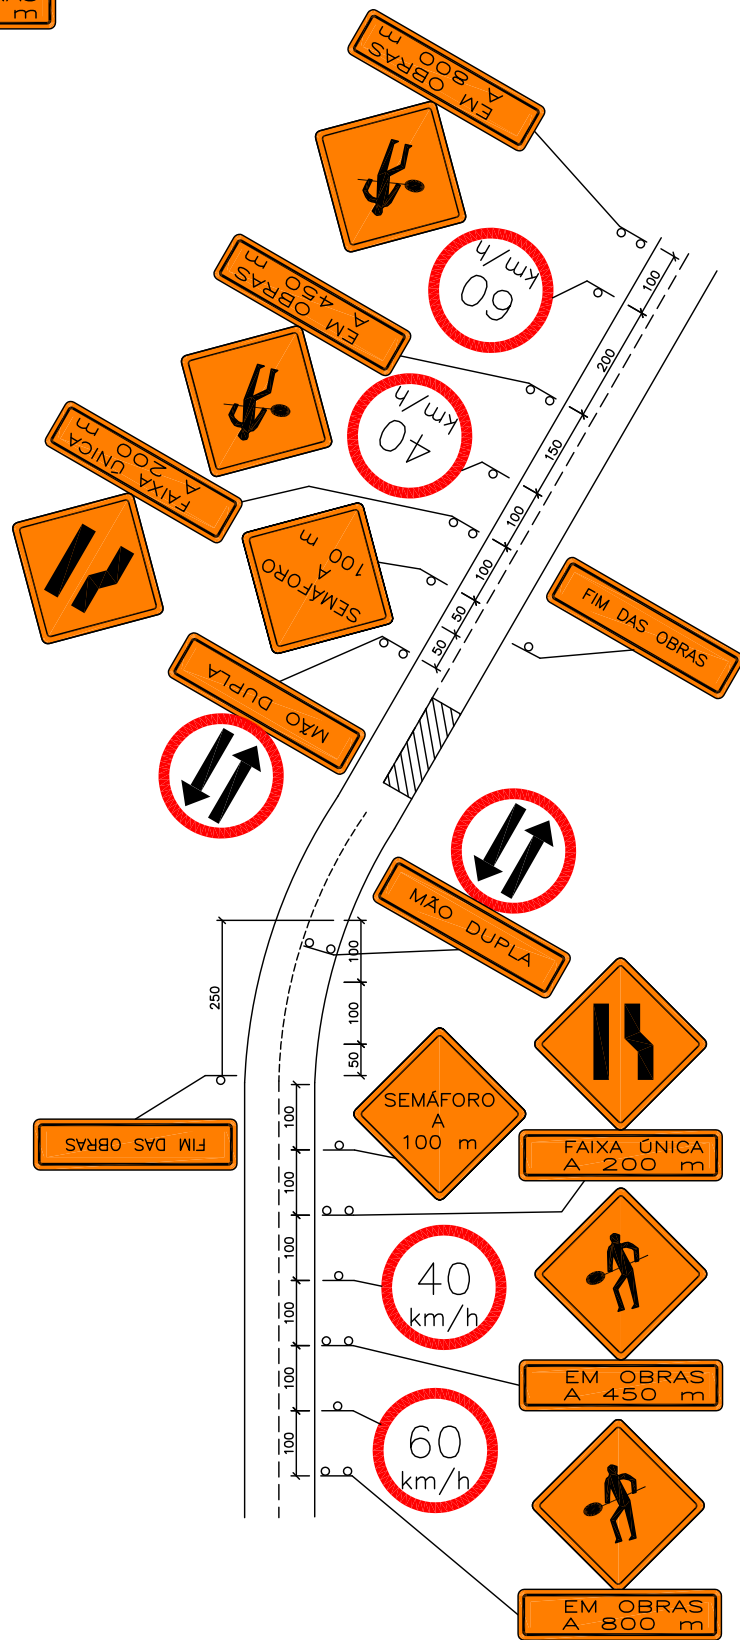 m
EM OBRAS
A 800 m
60
km/h
EM OBRAS
A 450 m
40
km/h
FAIXA ÚNICA
A 200 m
SEMÁFORO
A
100 m
MÃO DUPLA
100
200
150
100
100
50
50
FIM DAS OBRAS
MÃO DUPLA
250
100
100
50
FIM DAS OBRAS
100
100
100
100
100
100
SEMÁFORO
A
100 m
FAIXA ÚNICA
A 200 m
40
km/h
EM OBRAS
A 450 m
60
km/h
EM OBRAS
A 800 m